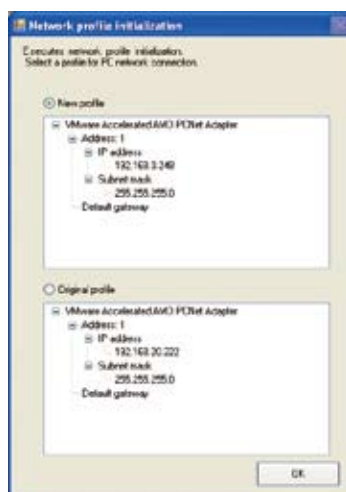 Network profile initialization
Executes network profile initialization.
Select a profile for PC network connection.
New profile
VMware Accelerated AMD PCNet Adapter
Address: 1
IP address
192.168.3.248
Subnet mask
255.255.255.0
Default gateway
Original profile
VMware Accelerated AMD PCNet Adapter
Address: 1
IP address
192.168.20.222
Subnet mask
255.255.255.0
Default gateway
OK